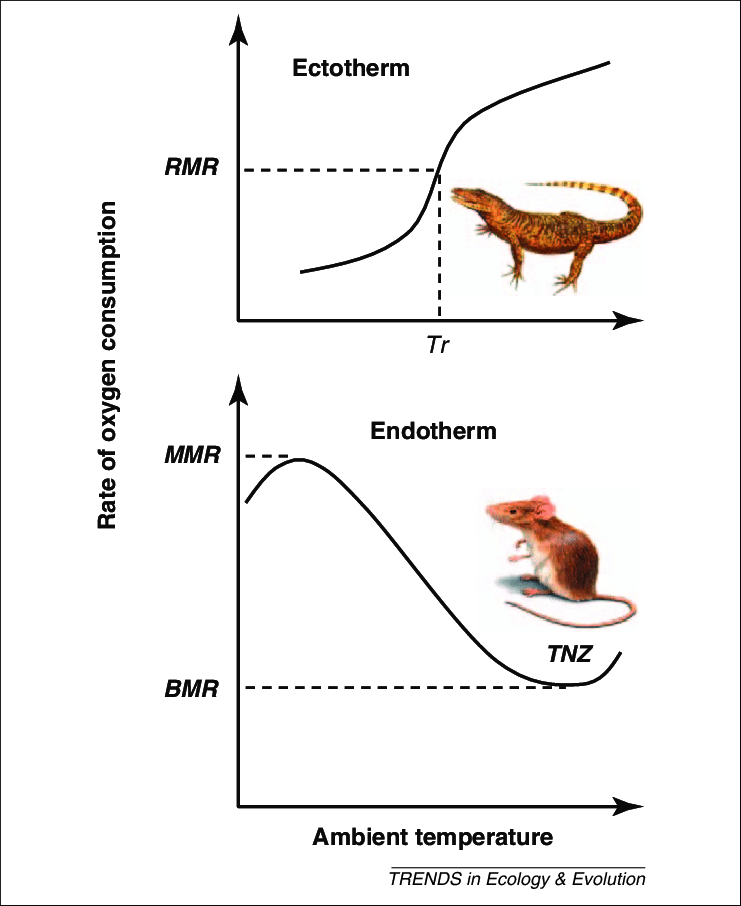 Ectotherm
RMR
Tr
Rate of oxygen consumption
Endotherm
MMR
TNZ
BMR
Ambient temperature
TRENDS in Ecology & Evolution